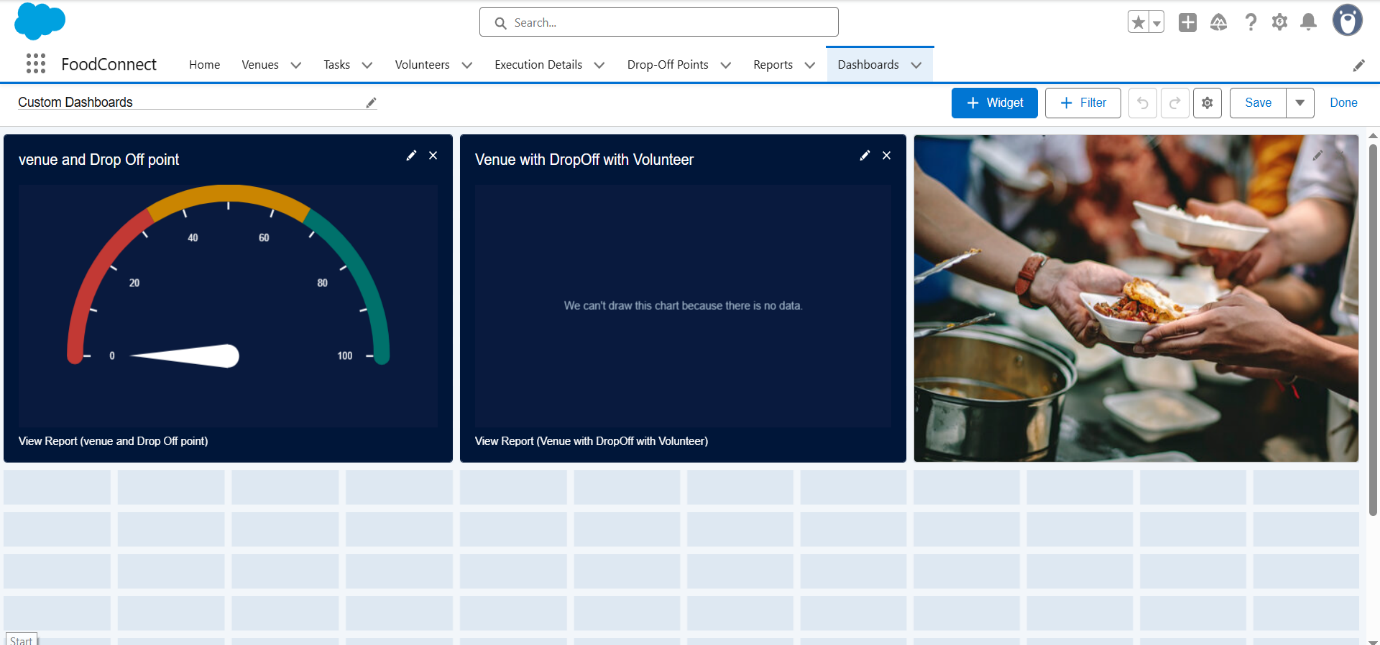 Search...
FoodConnect Home Venues Tasks Volunteers Execution Details Drop-Off Points Reports Dashboards
Custom Dashboards
+ Widget + Filter Save Done
venue and Drop Off point
0 20 40 60 80 100
View Report (venue and Drop Off point)
Venue with DropOff with Volunteer
We can't draw this chart because there is no data.
View Report (Venue with DropOff with Volunteer)
Start